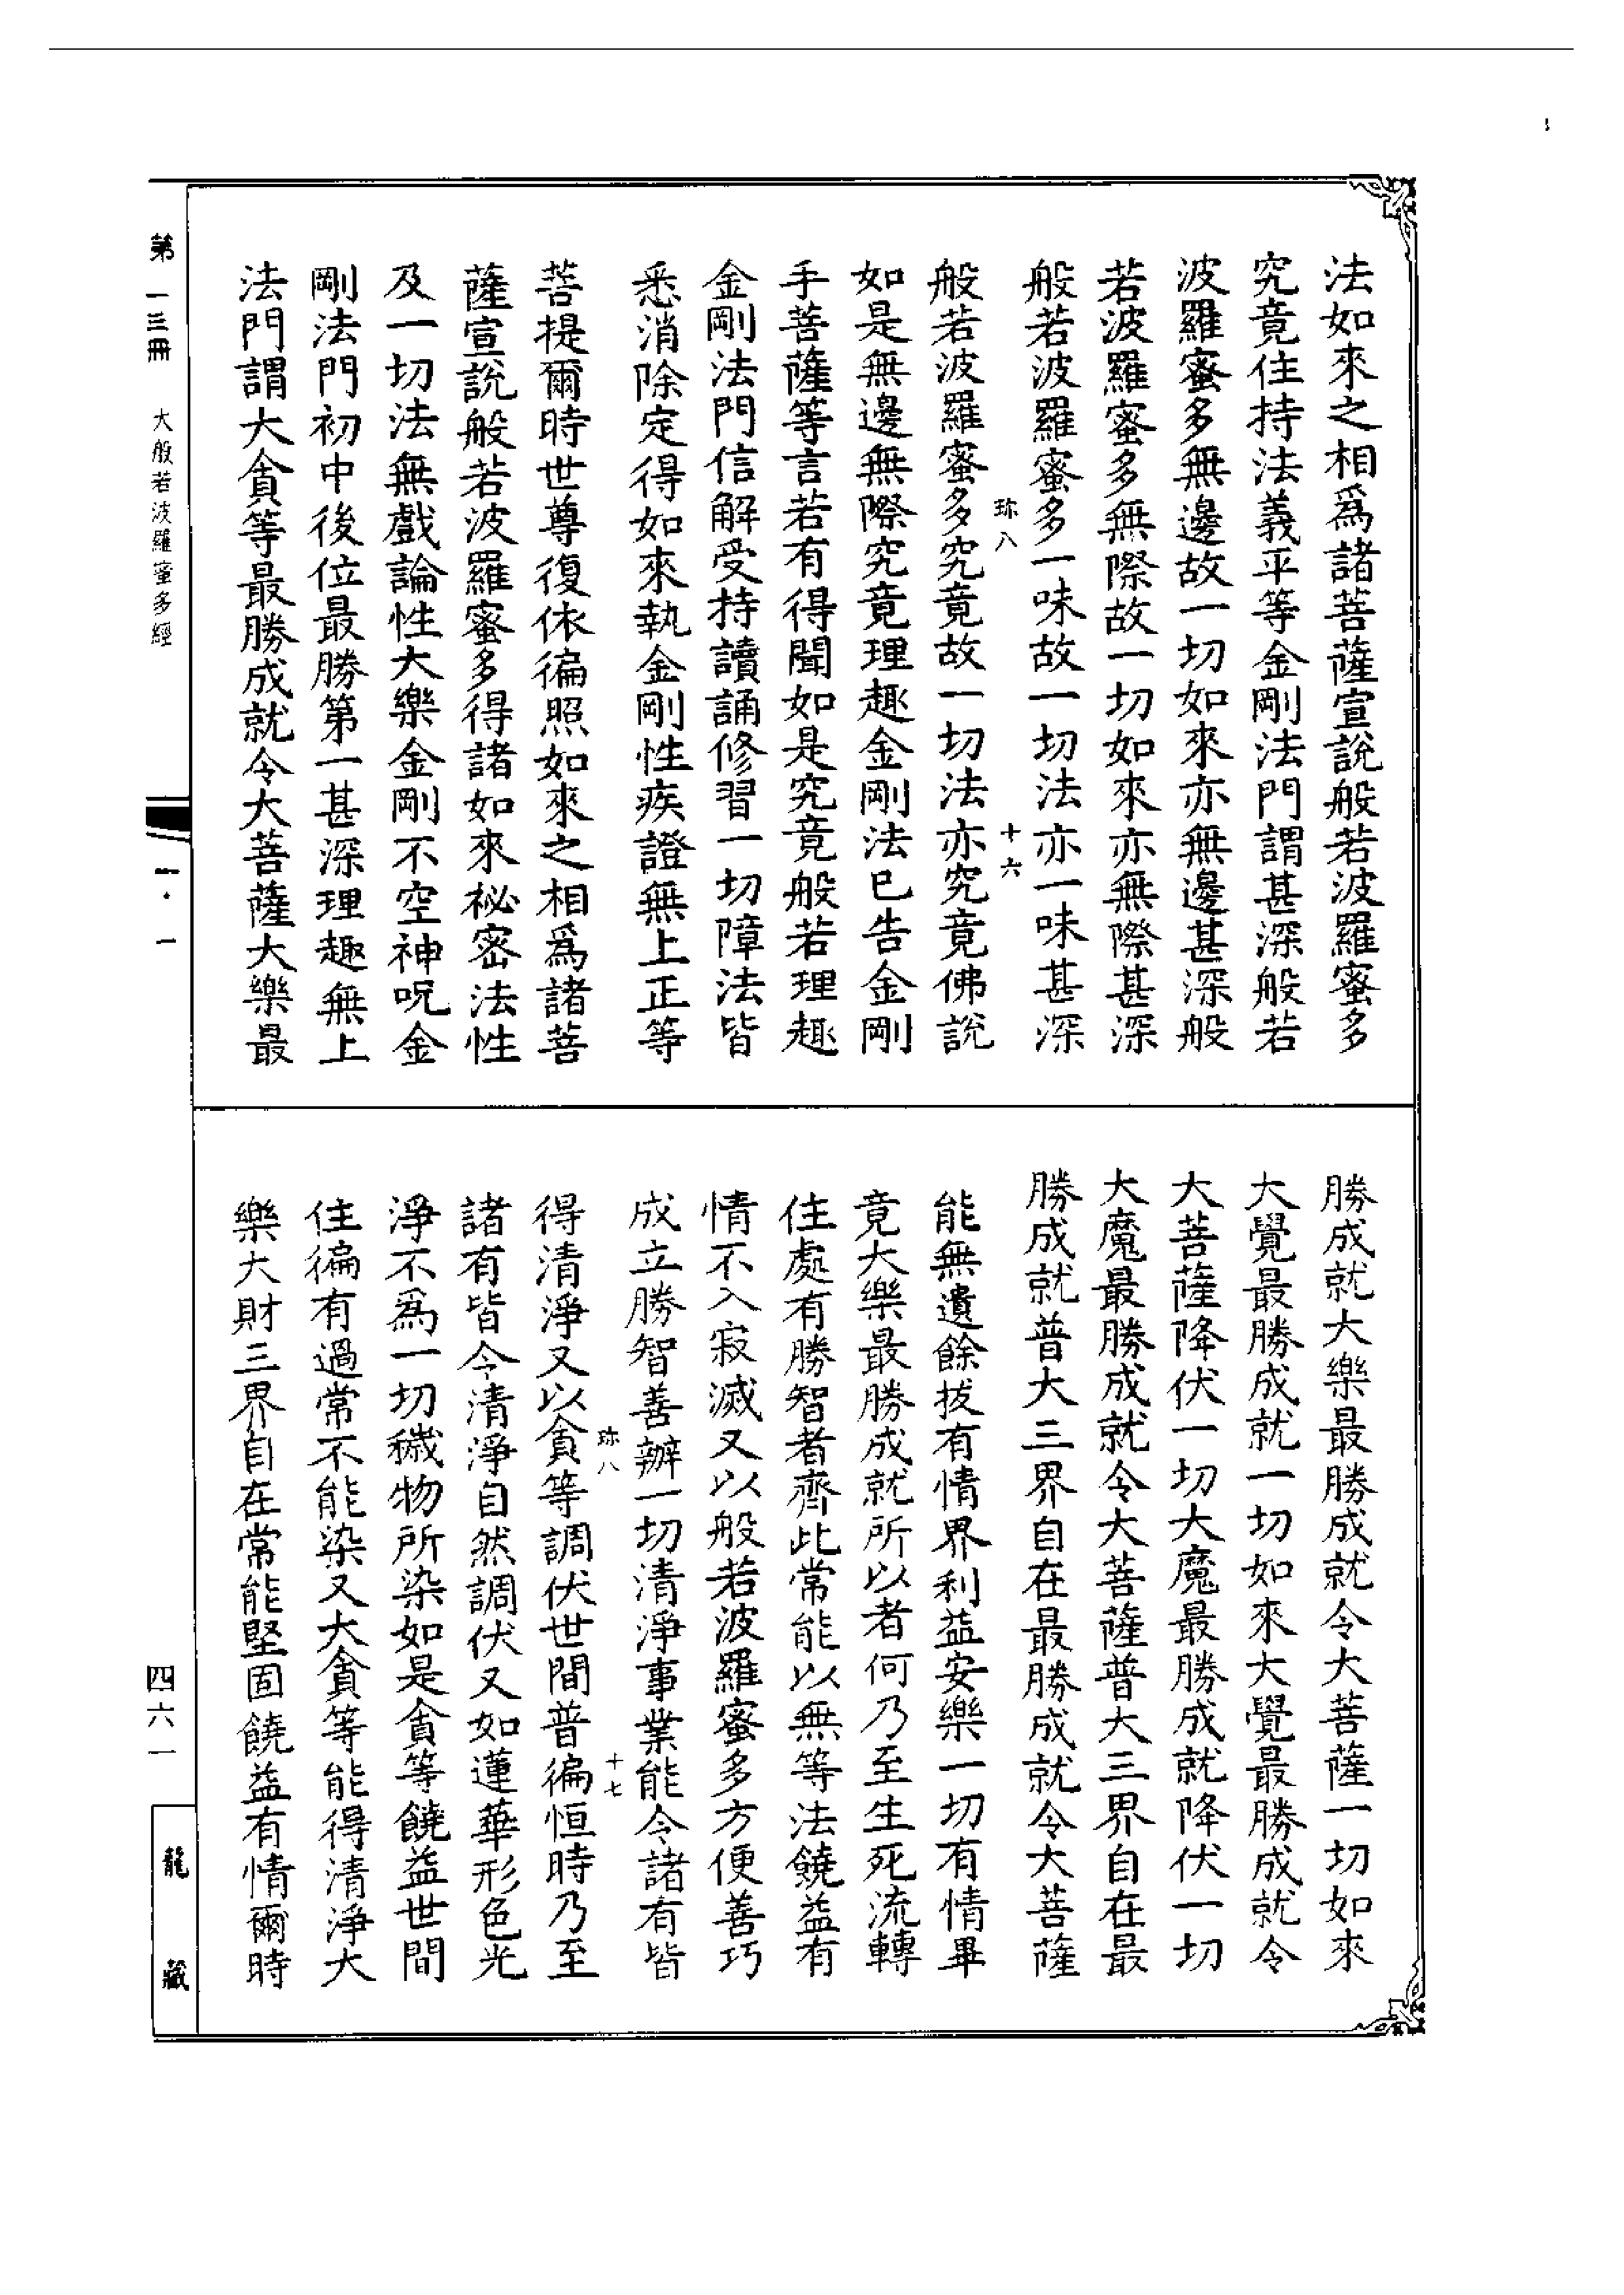 法如來之相爲諸菩薩宣說般若波羅蜜多
究竟住持法義平等金剛法門謂甚深般若
波羅蜜多無邊故一切如來亦無邊甚深般
若波羅蜜多無際故一切如來亦無際甚深
般若波羅蜜多一味故一切法亦一味甚深
珎八
十六
般若波羅蜜多究竟故一切法亦究竟佛說
如是無邊無際究竟理趣金剛法已告金剛
手菩薩等言若有得聞如是究竟般若理趣
金剛法門信解受持讀誦修習一切障法皆
悉消除定得如來執金剛性疾證無上正等
菩提爾時世尊復依徧照如來之相爲諸菩
薩宣說般若波羅蜜多得諸如來祕密法性
及一切法無戲論性大樂金剛不空神呪金
剛法門初中後位最勝第一甚深理趣無上
法門謂大貪等最勝成就令大菩薩大樂最
勝成就大樂最勝成就令大菩薩一切如來
大覺最勝成就一切如來大覺最勝成就令
大菩薩降伏一切大魔最勝成就降伏一切
大魔最勝成就令大菩薩普大三界自在最
勝成就普大三界自在最勝成就令大菩薩
能無遺餘拔有情界利益安樂一切有情畢
竟大樂最勝成就所以者何乃至生死流轉
住處有勝智者齊此常能以無等法饒益有
情不入寂滅又以般若波羅蜜多方便善巧
成立勝智善辦一切清淨事業能令諸有皆
珎八
十七
得清淨又以貪等調伏世間普徧恒時乃至
諸有皆令清淨自然調伏又如蓮華形色光
淨不爲一切穢物所染如是貪等饒益世間
住徧有過常不能染又大貪等能得清淨大
樂大財三界自在常能堅固饒益有情爾時
第一三冊 大般若波羅蜜多經
一·一
四六一
龍藏